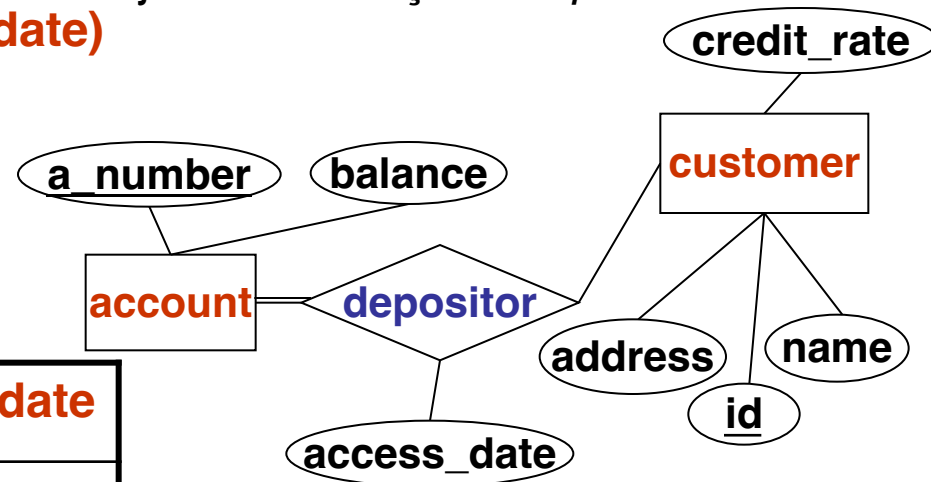 date)
credit_rate
customer
a_number
balance
account
depositor
address
name
id
date
access_date